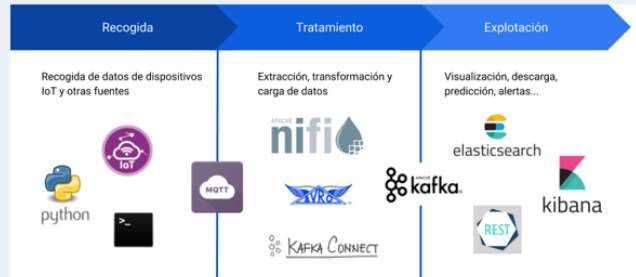 Recogida
Tratamiento
Explotación
Recogida de datos de dispositivos
IoT y otras fuentes
Extracción, transformación y
carga de datos
Visualización, descarga,
predicción, alertas...
IoT
python
>_
MQTT
APACHE
nifi
AVRO
KAFKA CONNECT
APACHE
kafka®
elasticsearch
kibana
REST